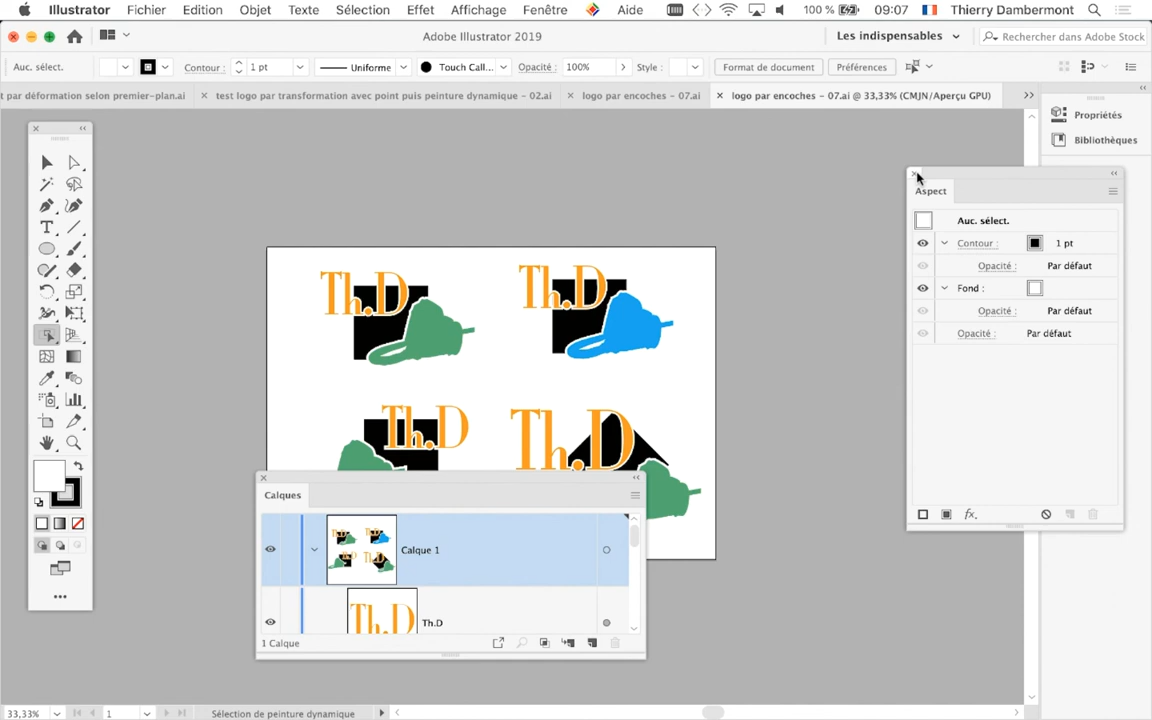 Illustrator Fichier Edition Objet Texte Sélection Effet Affichage Fenêtre Aide 100 % 09:07 Thierry Dambermont
Adobe Illustrator 2019
Les indispensables
Rechercher dans Adobe Stock
Auc. sélect. Contour : 1 pt Uniforme Touch Call... Opacité : 100% Style : Format de document Préférences
t par déformation selon premier-plan.ai × test logo par transformation avec point puis peinture dynamique – 02.ai × logo par encoches – 07.ai × logo par encoches – 07.ai @ 33,33% (CMJN/Aperçu GPU)
Propriétés
Bibliothèques
Aspect
Auc. sélect.
Contour : 1 pt
Opacité : Par défaut
Fond :
Opacité : Par défaut
Opacité : Par défaut
fx.
Th.D
Th.D
Th.D
Th.D
Calques
Calque 1
Th.D
Th.D
1 Calque
33,33% 1 Sélection de peinture dynamique